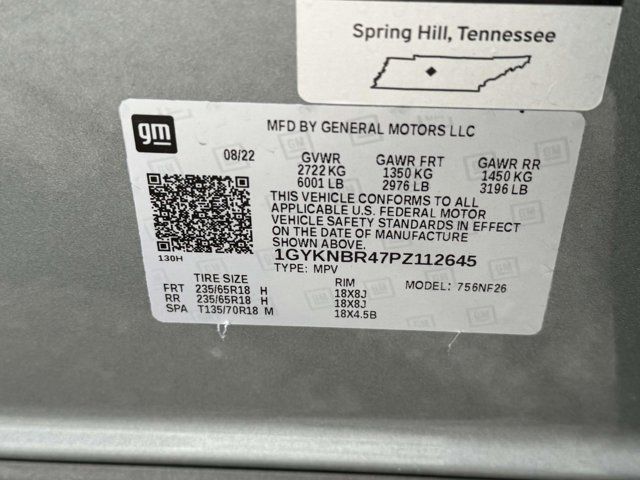 Spring Hill, Tennessee
gm
MFD BY GENERAL MOTORS LLC
08/22 GVWR GAWR FRT GAWR RR
2722 KG 1350 KG 1450 KG
6001 LB 2976 LB 3196 LB
THIS VEHICLE CONFORMS TO ALL
APPLICABLE U.S. FEDERAL MOTOR
VEHICLE SAFETY STANDARDS IN EFFECT
ON THE DATE OF MANUFACTURE
SHOWN ABOVE.
130H
1GYKNBR47PZ112645
TYPE: MPV MODEL: 756NF26
TIRE SIZE RIM
FRT 235/65R18 H 18X8J
RR 235/65R18 H 18X8J
SPA T135/70R18 M 18X4.5B